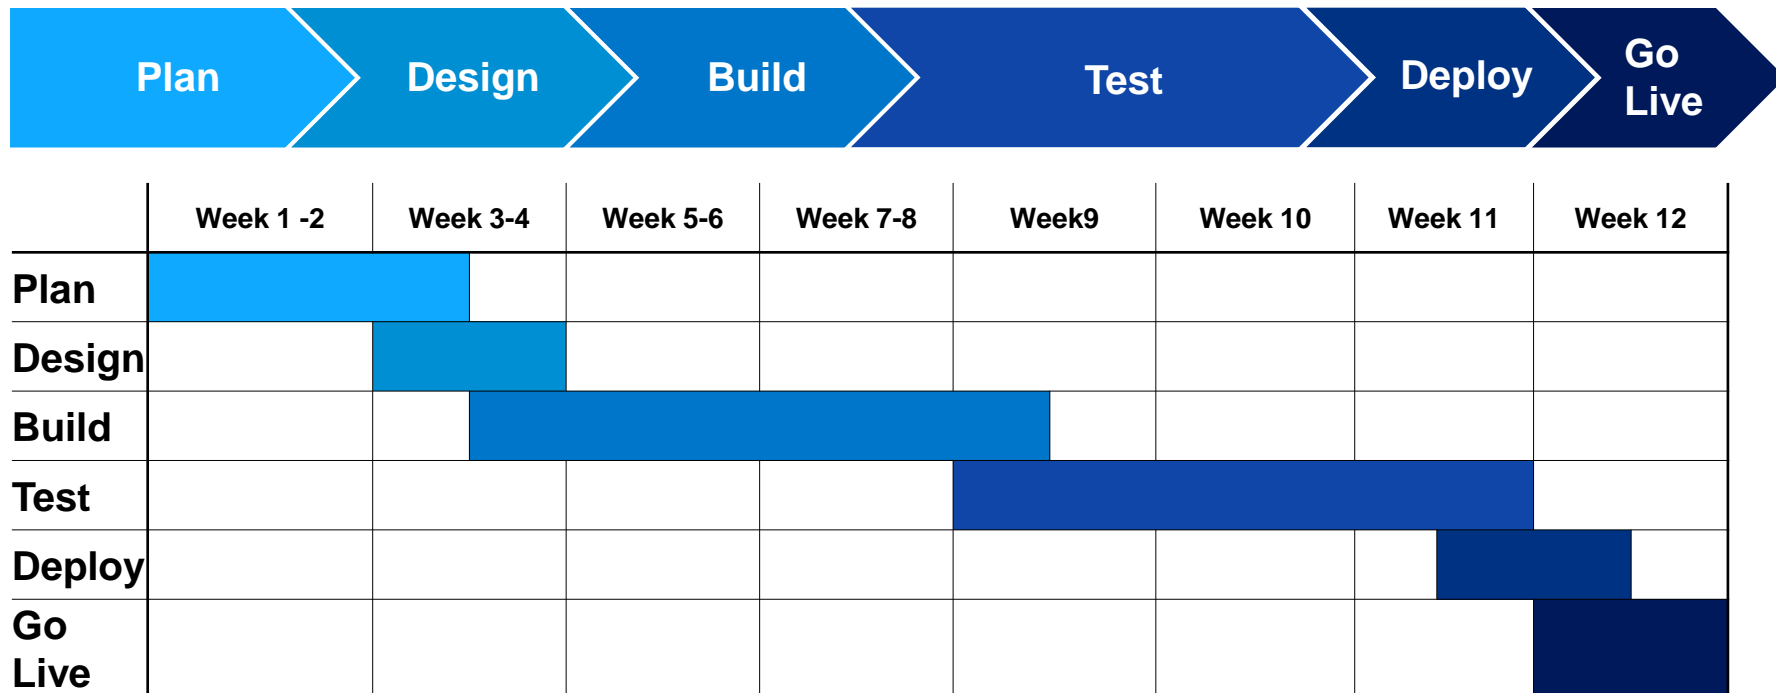 Plan
Design
Build
Test
Deploy
Go
Live
Week 1 -2
Week 3-4
Week 5-6
Week 7-8
Week9
Week 10
Week 11
Week 12
Plan
Design
Build
Test
Deploy
Go
Live